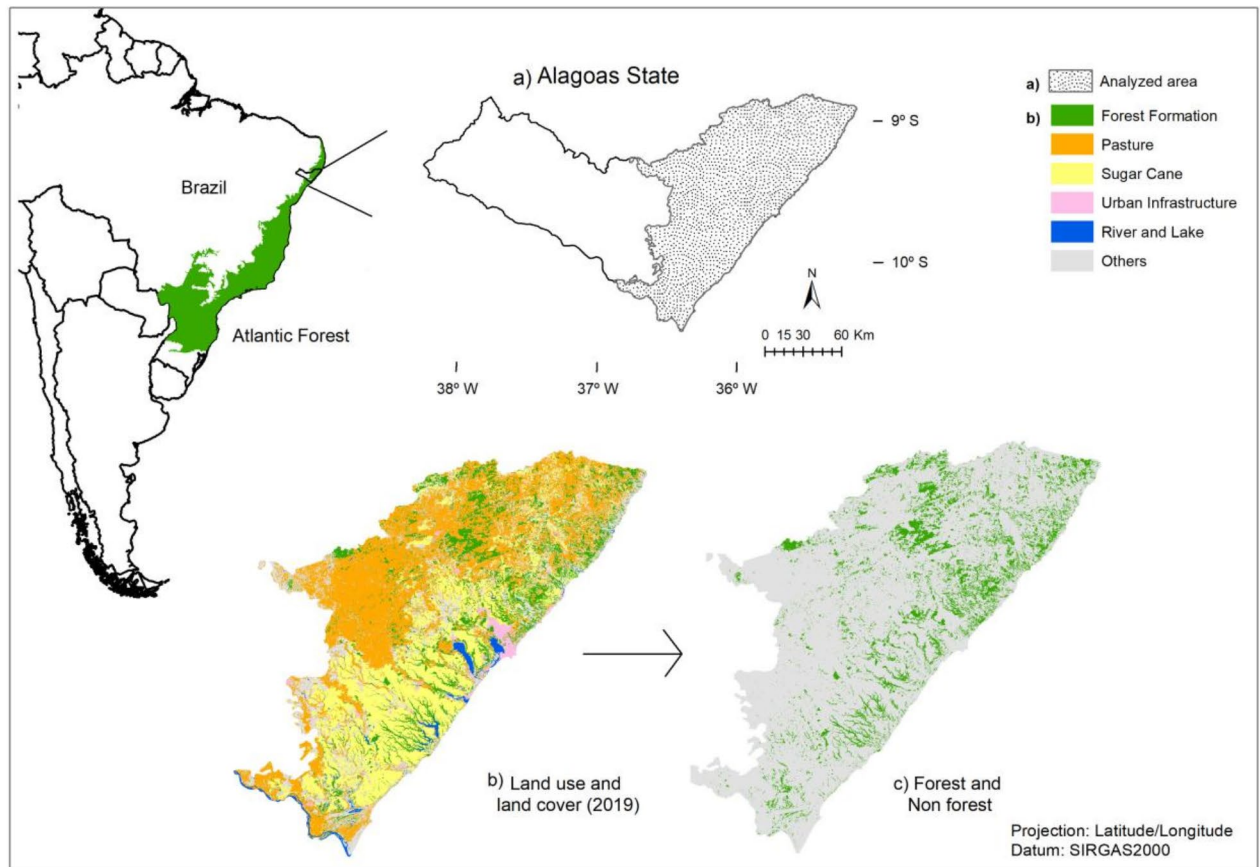 a) Alagoas State
a) Analyzed area
b) Forest Formation
Pasture
Sugar Cane
Urban Infrastructure
River and Lake
Others
9º S
10º S
N
0 15 30 60 Km
38º W
37º W
36º W
Brazil
Atlantic Forest
b) Land use and
land cover (2019)
c) Forest and
Non forest
Projection: Latitude/Longitude
Datum: SIRGAS2000